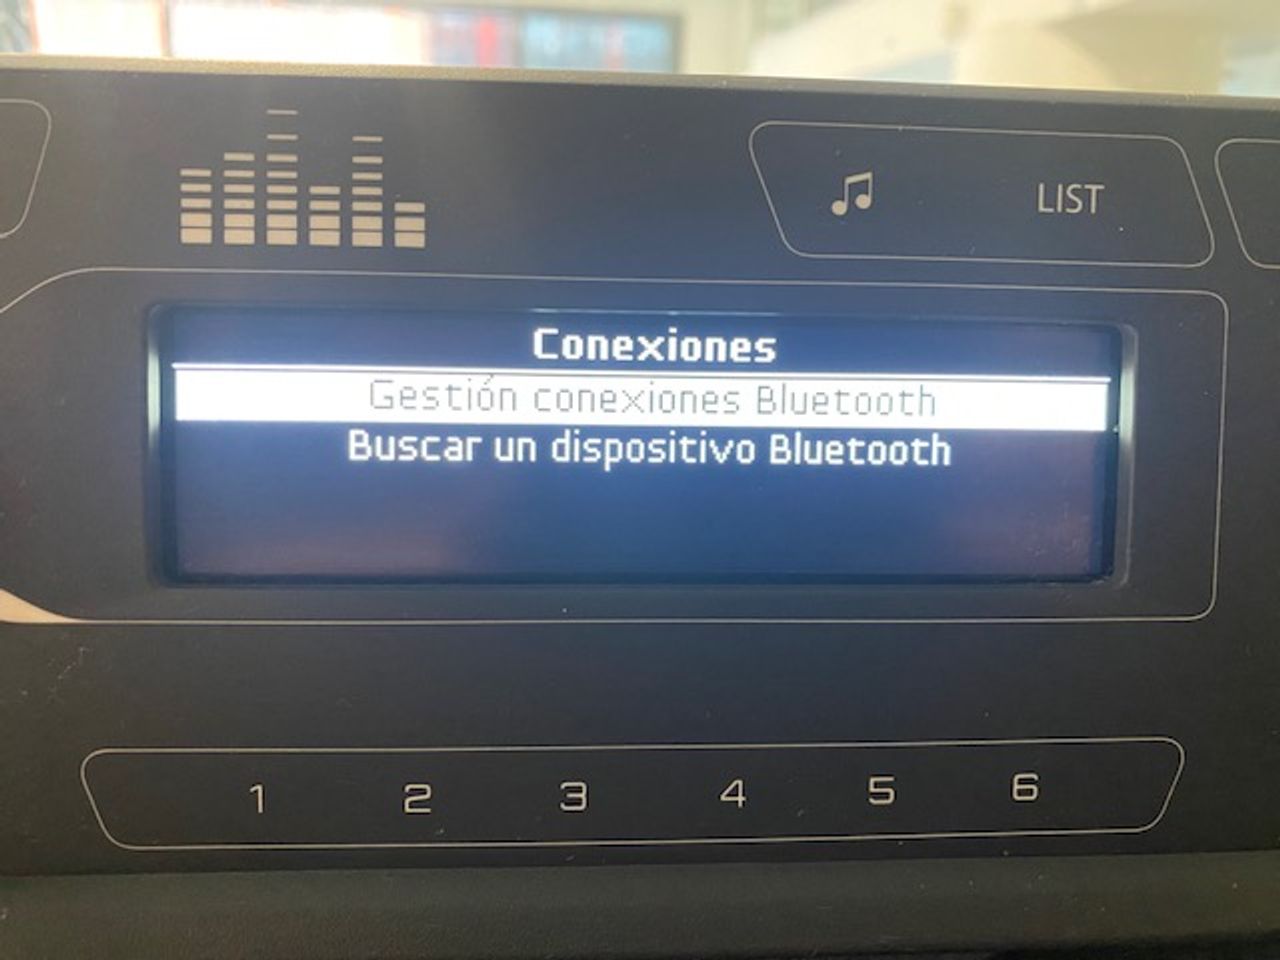 LIST
Conexiones
Gestión conexiones Bluetooth
Buscar un dispositivo Bluetooth
1 2 3 4 5 6